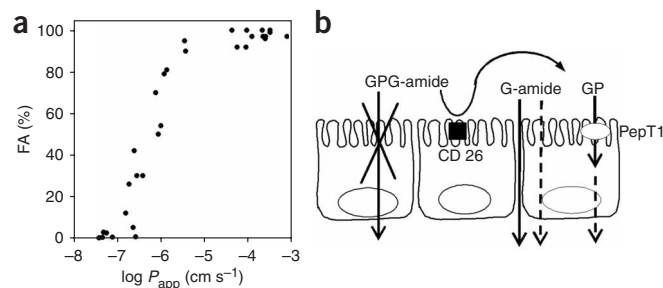 a
100
80
60
40
20
0
FA (%)
–8 –7 –6 –5 –4 –3
log Papp (cm s–1)
b
GPG-amide
G-amide
GP
PepT1
CD 26